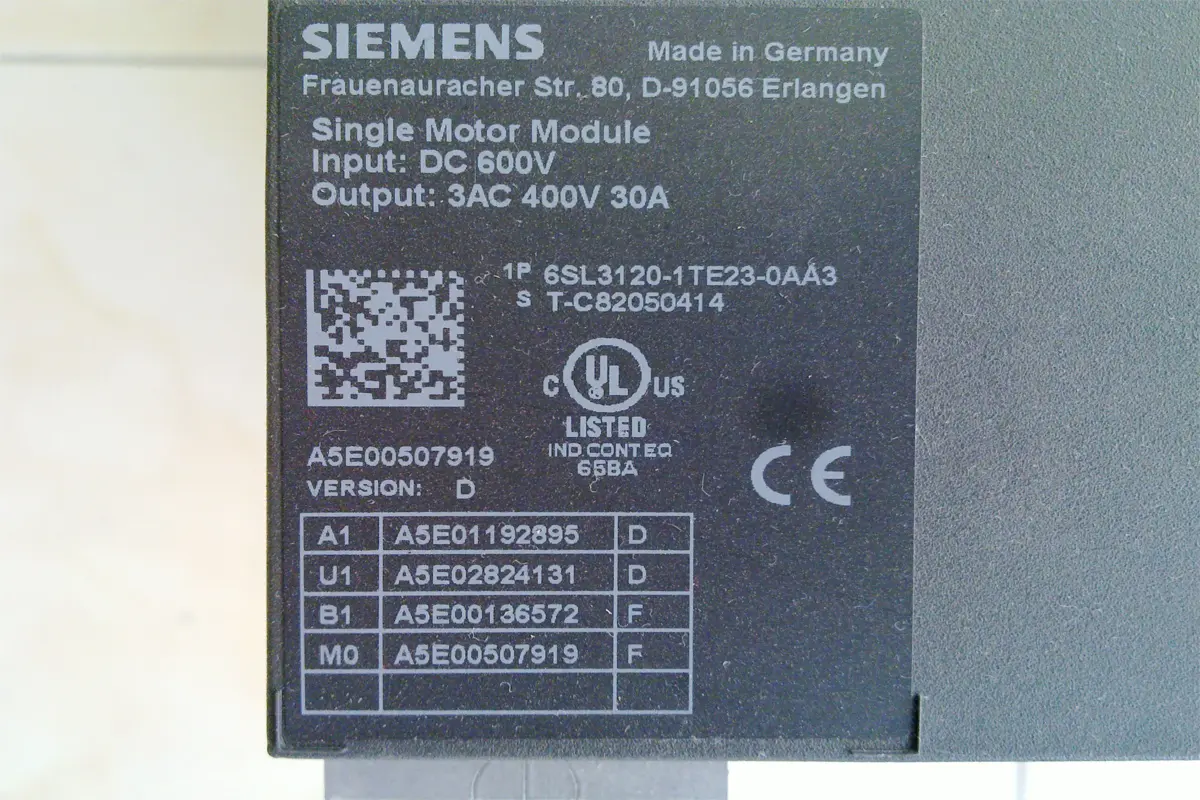 SIEMENS
Made in Germany
Frauenauracher Str. 80, D-91056 Erlangen
Single Motor Module
Input: DC 600V
Output: 3AC 400V 30A
1P 6SL3120-1TE23-0AA3
S T-C82050414
C UL US
LISTED
IND.CONT.EQ
65BA
A5E00507919
VERSION: D
CE
A1 A5E01192895 D
U1 A5E02824131 D
B1 A5E00136572 F
M0 A5E00507919 F